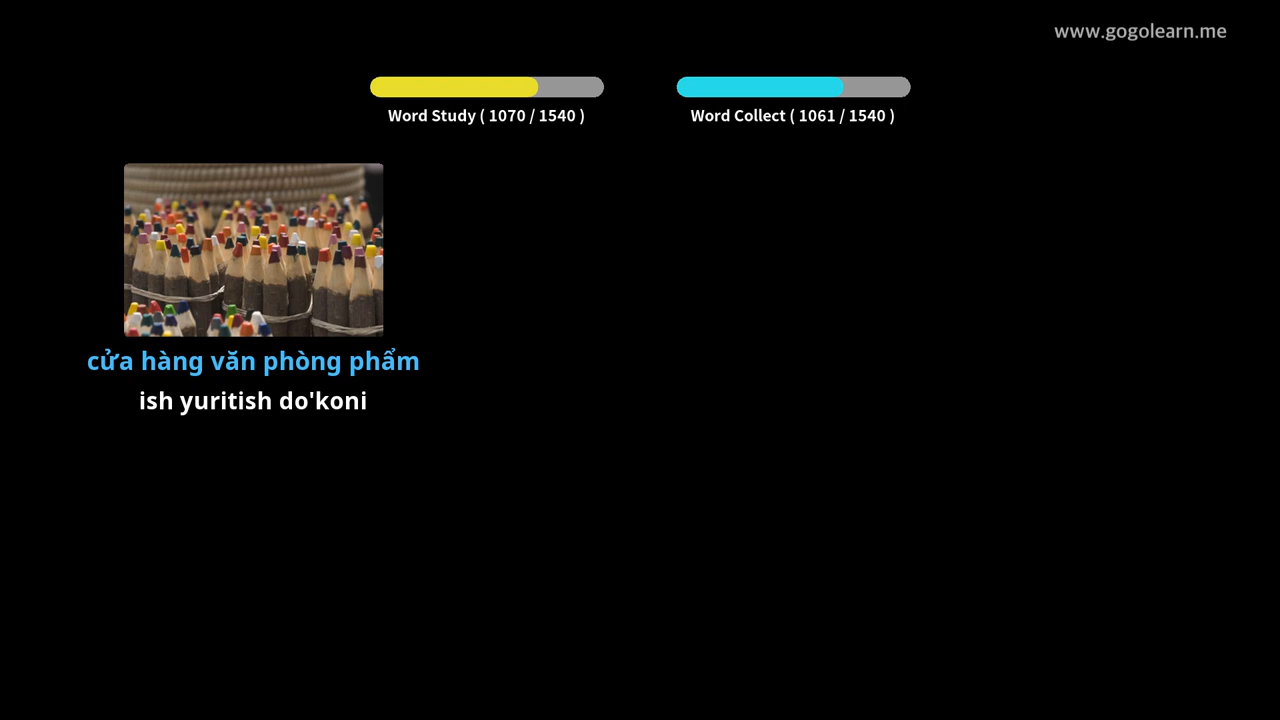 www.gogolearn.me
Word Study ( 1070 / 1540 )
Word Collect ( 1061 / 1540 )
cửa hàng văn phòng phẩm
ish yuritish do'koni